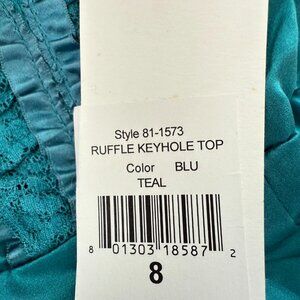 Style 81-1573
RUFFLE KEYHOLE TOP
Color BLU
TEAL
8 01303 18587 2
8